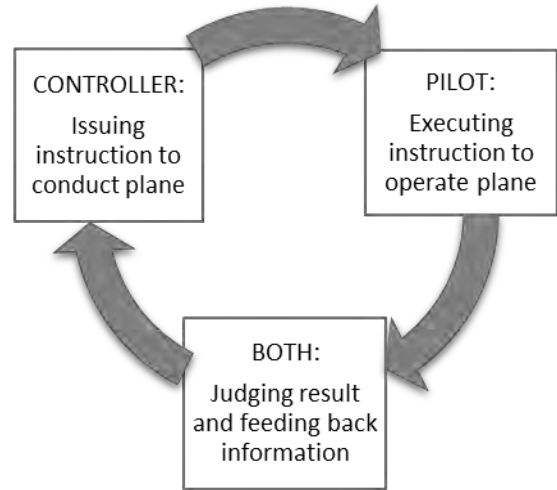 CONTROLLER:
Issuing
instruction to
conduct plane
PILOT:
Executing
instruction to
operate plane
BOTH:
Judging result
and feeding back
information